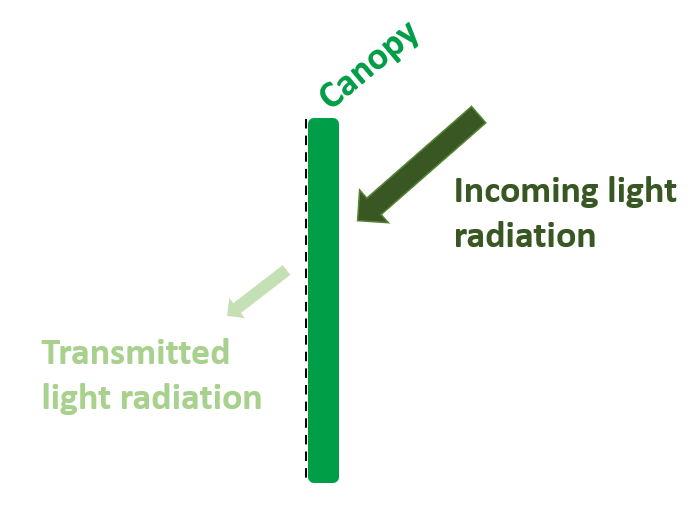 Canopy
Incoming light
radiation
Transmitted
light radiation